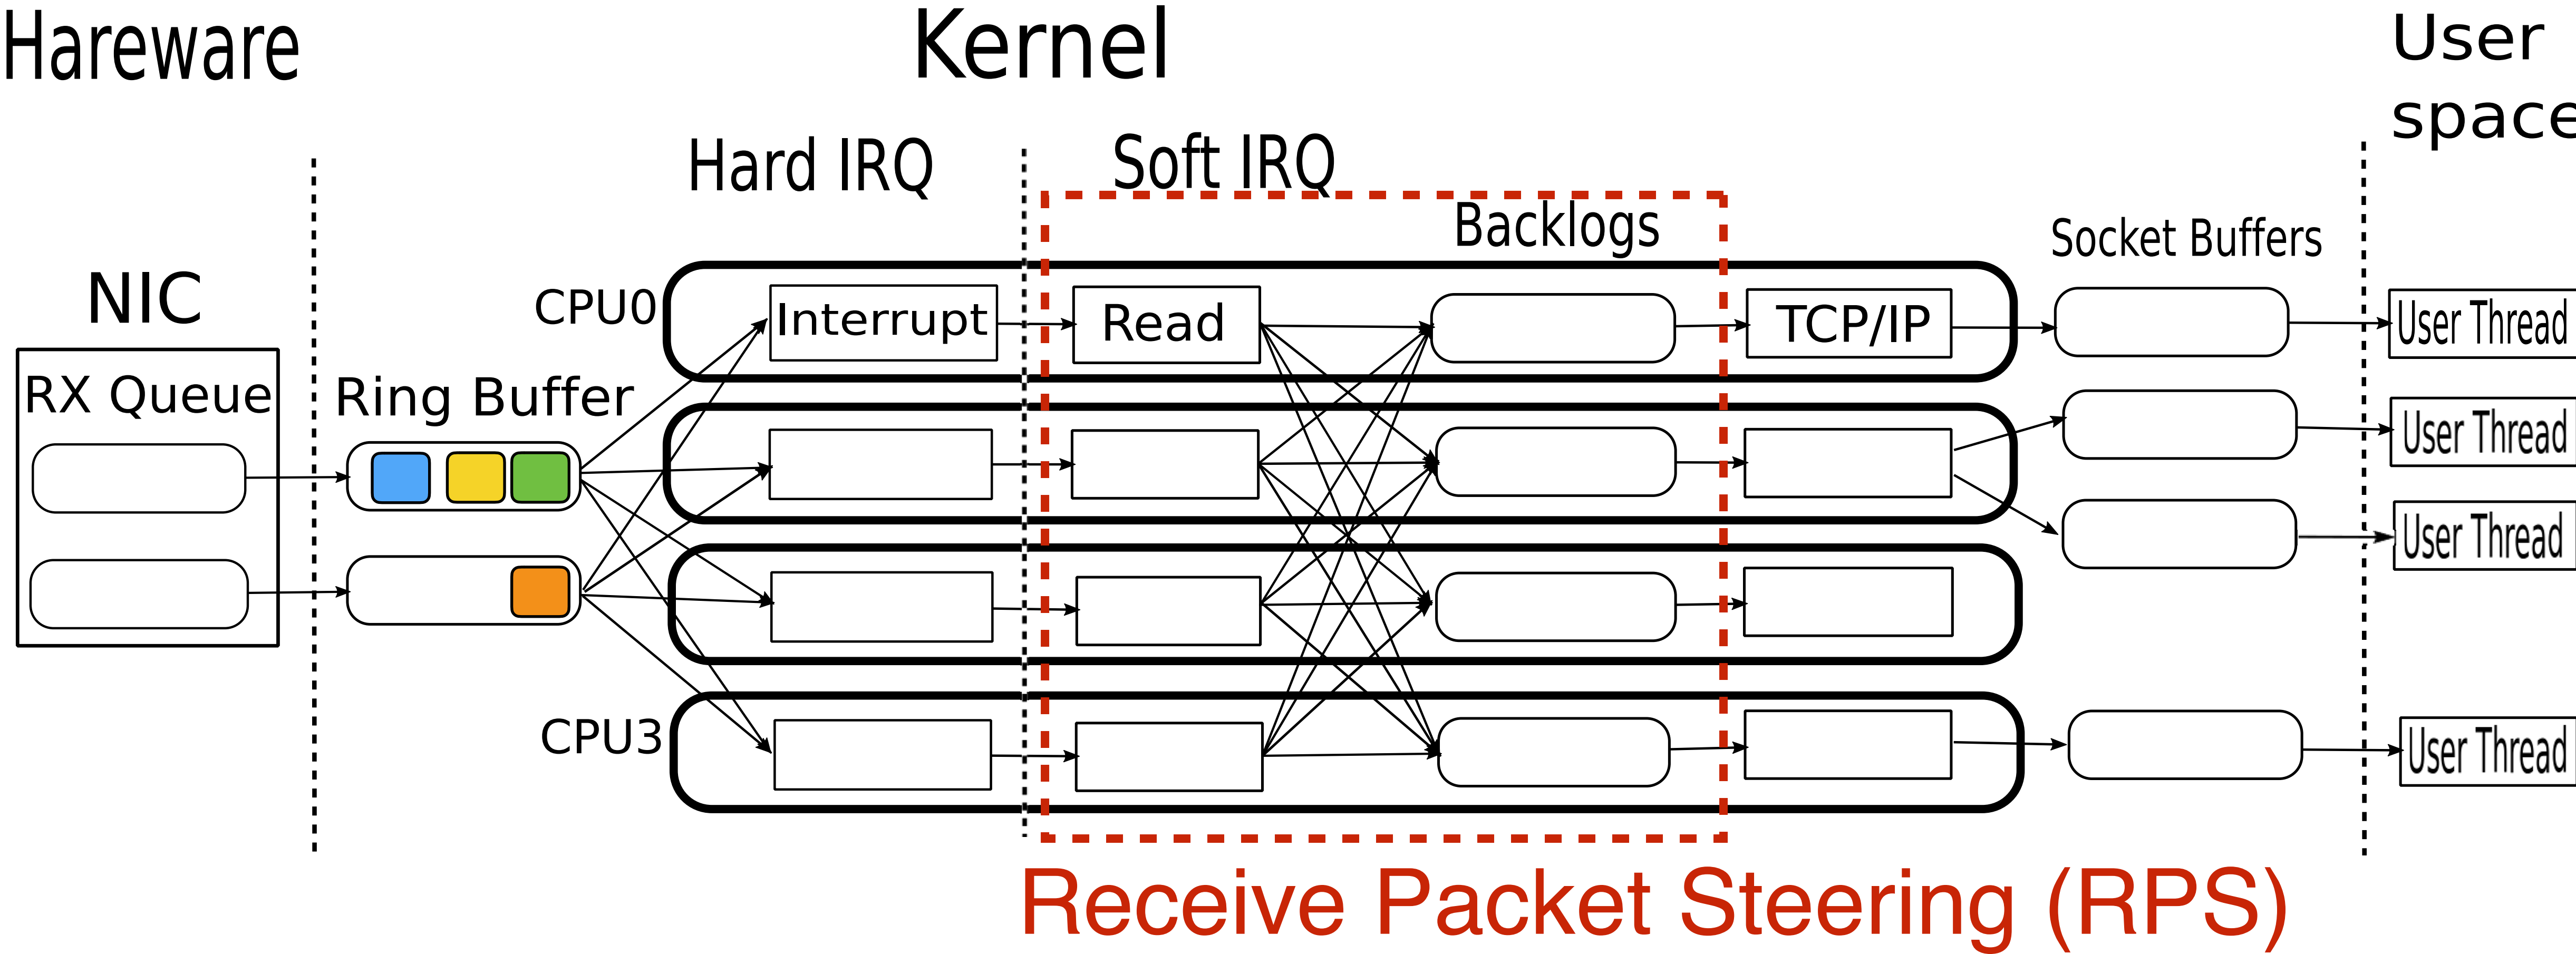 Hareware
Kernel
User
space
Hard IRQ
Soft IRQ
Backlogs
Socket Buffers
NIC
CPU0
Interrupt
Read
TCP/IP
User Thread
RX Queue
Ring Buffer
User Thread
User Thread
CPU3
User Thread
Receive Packet Steering (RPS)